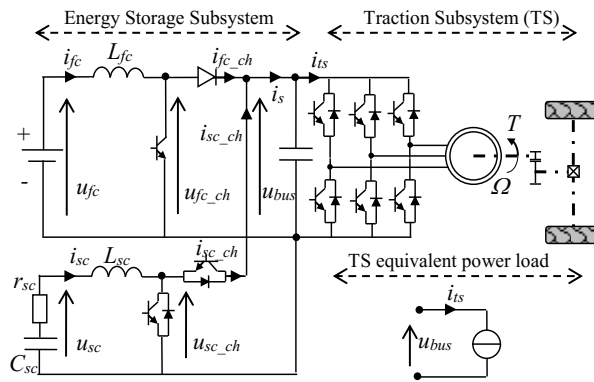 Energy Storage Subsystem
Traction Subsystem (TS)
i_fc
L_fc
i_fc_ch
i_s
i_ts
i_sc_ch
+
-
u_fc
u_fc_ch
u_bus
T
Ω
i_sc
L_sc
i_sc_ch
r_sc
C_sc
u_sc
u_sc_ch
TS equivalent power load
i_ts
u_bus